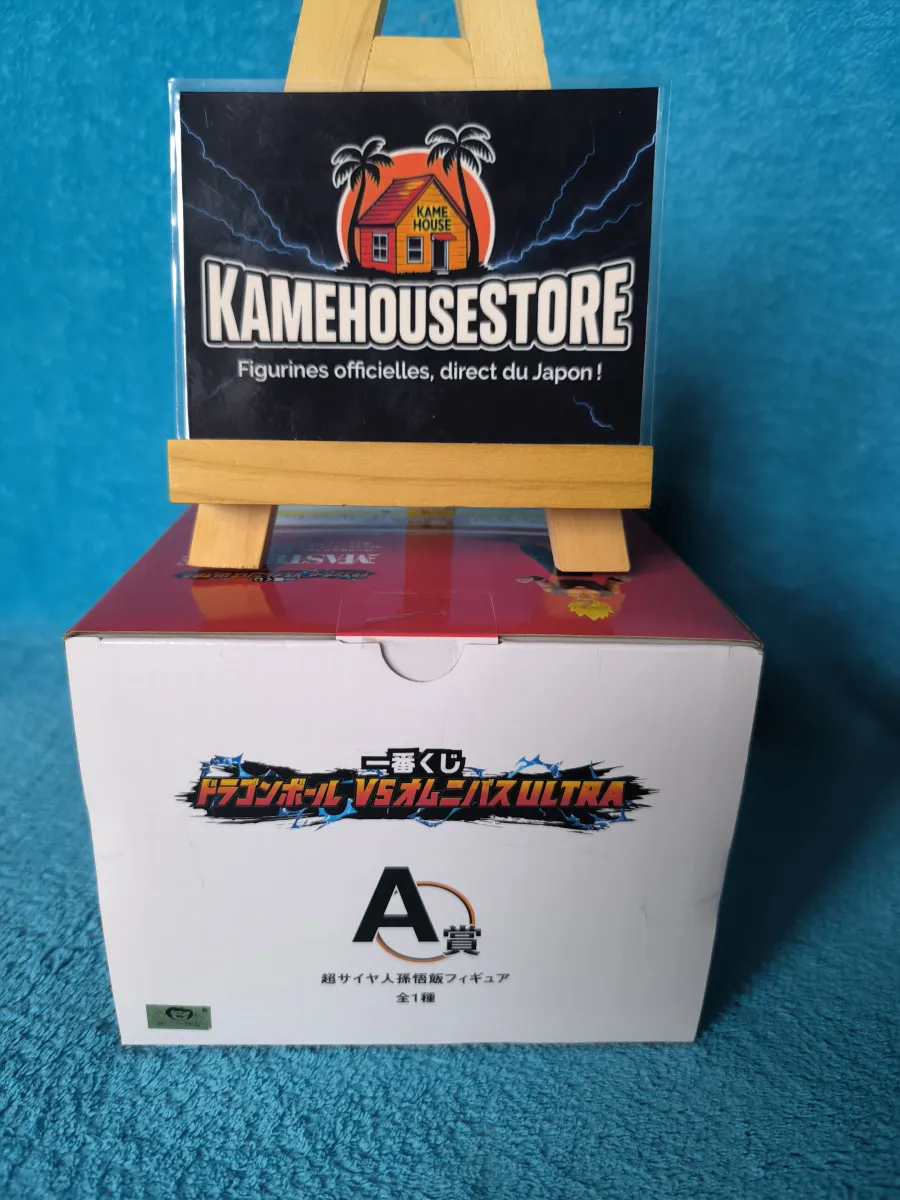 KAME
HOUSE
KAMEHOUSESTORE
Figurines officielles, direct du Japon !
一番くじ
ドラゴンボール VSオムニバスULTRA
A賞
超サイヤ人孫悟飯フィギュア
全1種